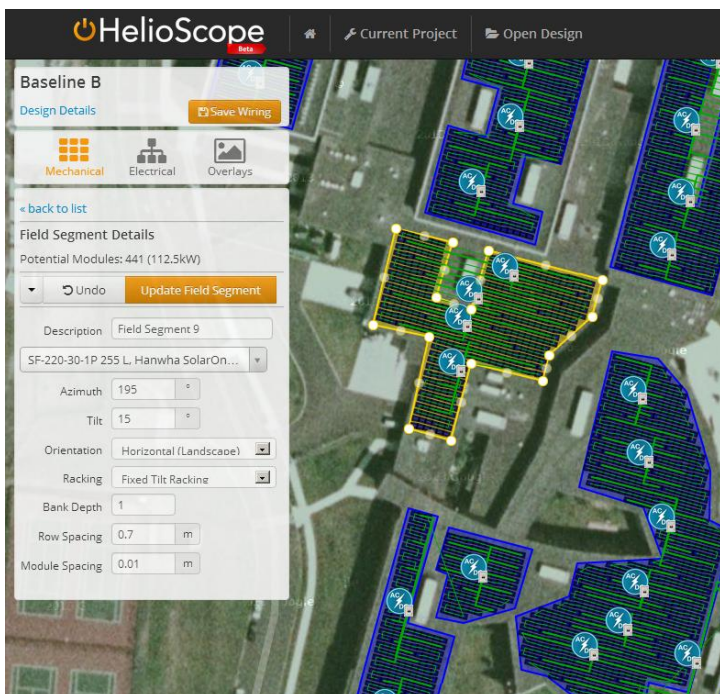 HelioScope
Beta
Current Project
Open Design
Baseline B
Design Details
Save Wiring
Mechanical
Electrical
Overlays
« back to list
Field Segment Details
Potential Modules: 441 (112.5kW)
Undo
Update Field Segment
Description Field Segment 9
SF-220-30-1P 255 L, Hanwha SolarOn...
Azimuth 195 °
Tilt 15 °
Orientation Horizontal (Landscape)
Racking Fixed Tilt Racking
Bank Depth 1
Row Spacing 0.7 m
Module Spacing 0.01 m